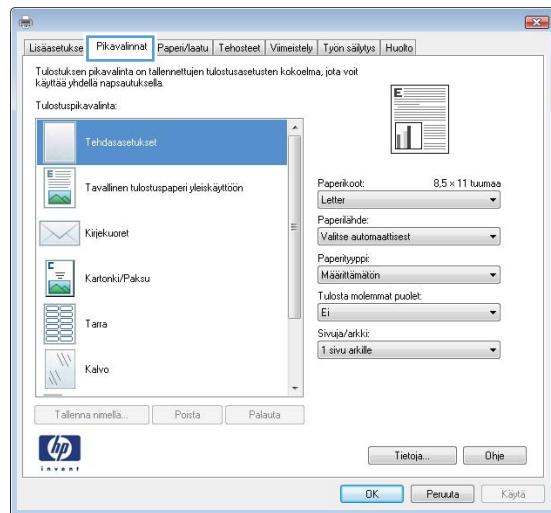 Lisäasetukse
Pikavalinnat
Paperi/laatu
Tehosteet
Viimeistely
Työn säilytys
Huolto
Tulostuksen pikavalinta on tallennettujen tulostusasetusten kokoelma, jota voit
käyttää yhdellä napsautuksella.
Tulostuspikavalinta:
Tehdasasetukset
Tavallinen tulostuspaperi yleiskäyttöön
Kirjekuoret
Kartonki/Paksu
Tarra
Kalvo
Tallenna nimellä...
Poista
Palauta
E
Paperikoot:
8,5 × 11 tuumaa
Letter
Paperilähde:
Valitse automaattisest
Paperityyppi:
Määrittämätön
Tulosta molemmat puolet:
Ei
Sivuja/arkki:
1 sivu arkille
hp
invent
Tietoja...
Ohje
OK
Peruuta
Käytä